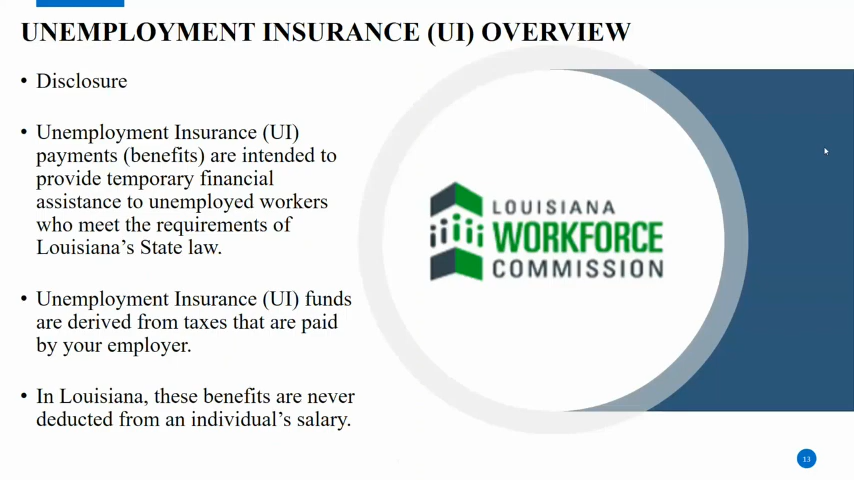 UNEMPLOYMENT INSURANCE (UI) OVERVIEW
• Disclosure
• Unemployment Insurance (UI)
payments (benefits) are intended to
provide temporary financial
assistance to unemployed workers
who meet the requirements of
Louisiana’s State law.
• Unemployment Insurance (UI) funds
are derived from taxes that are paid
by your employer.
• In Louisiana, these benefits are never
deducted from an individual’s salary.
LOUISIANA
WORKFORCE
COMMISSION
13